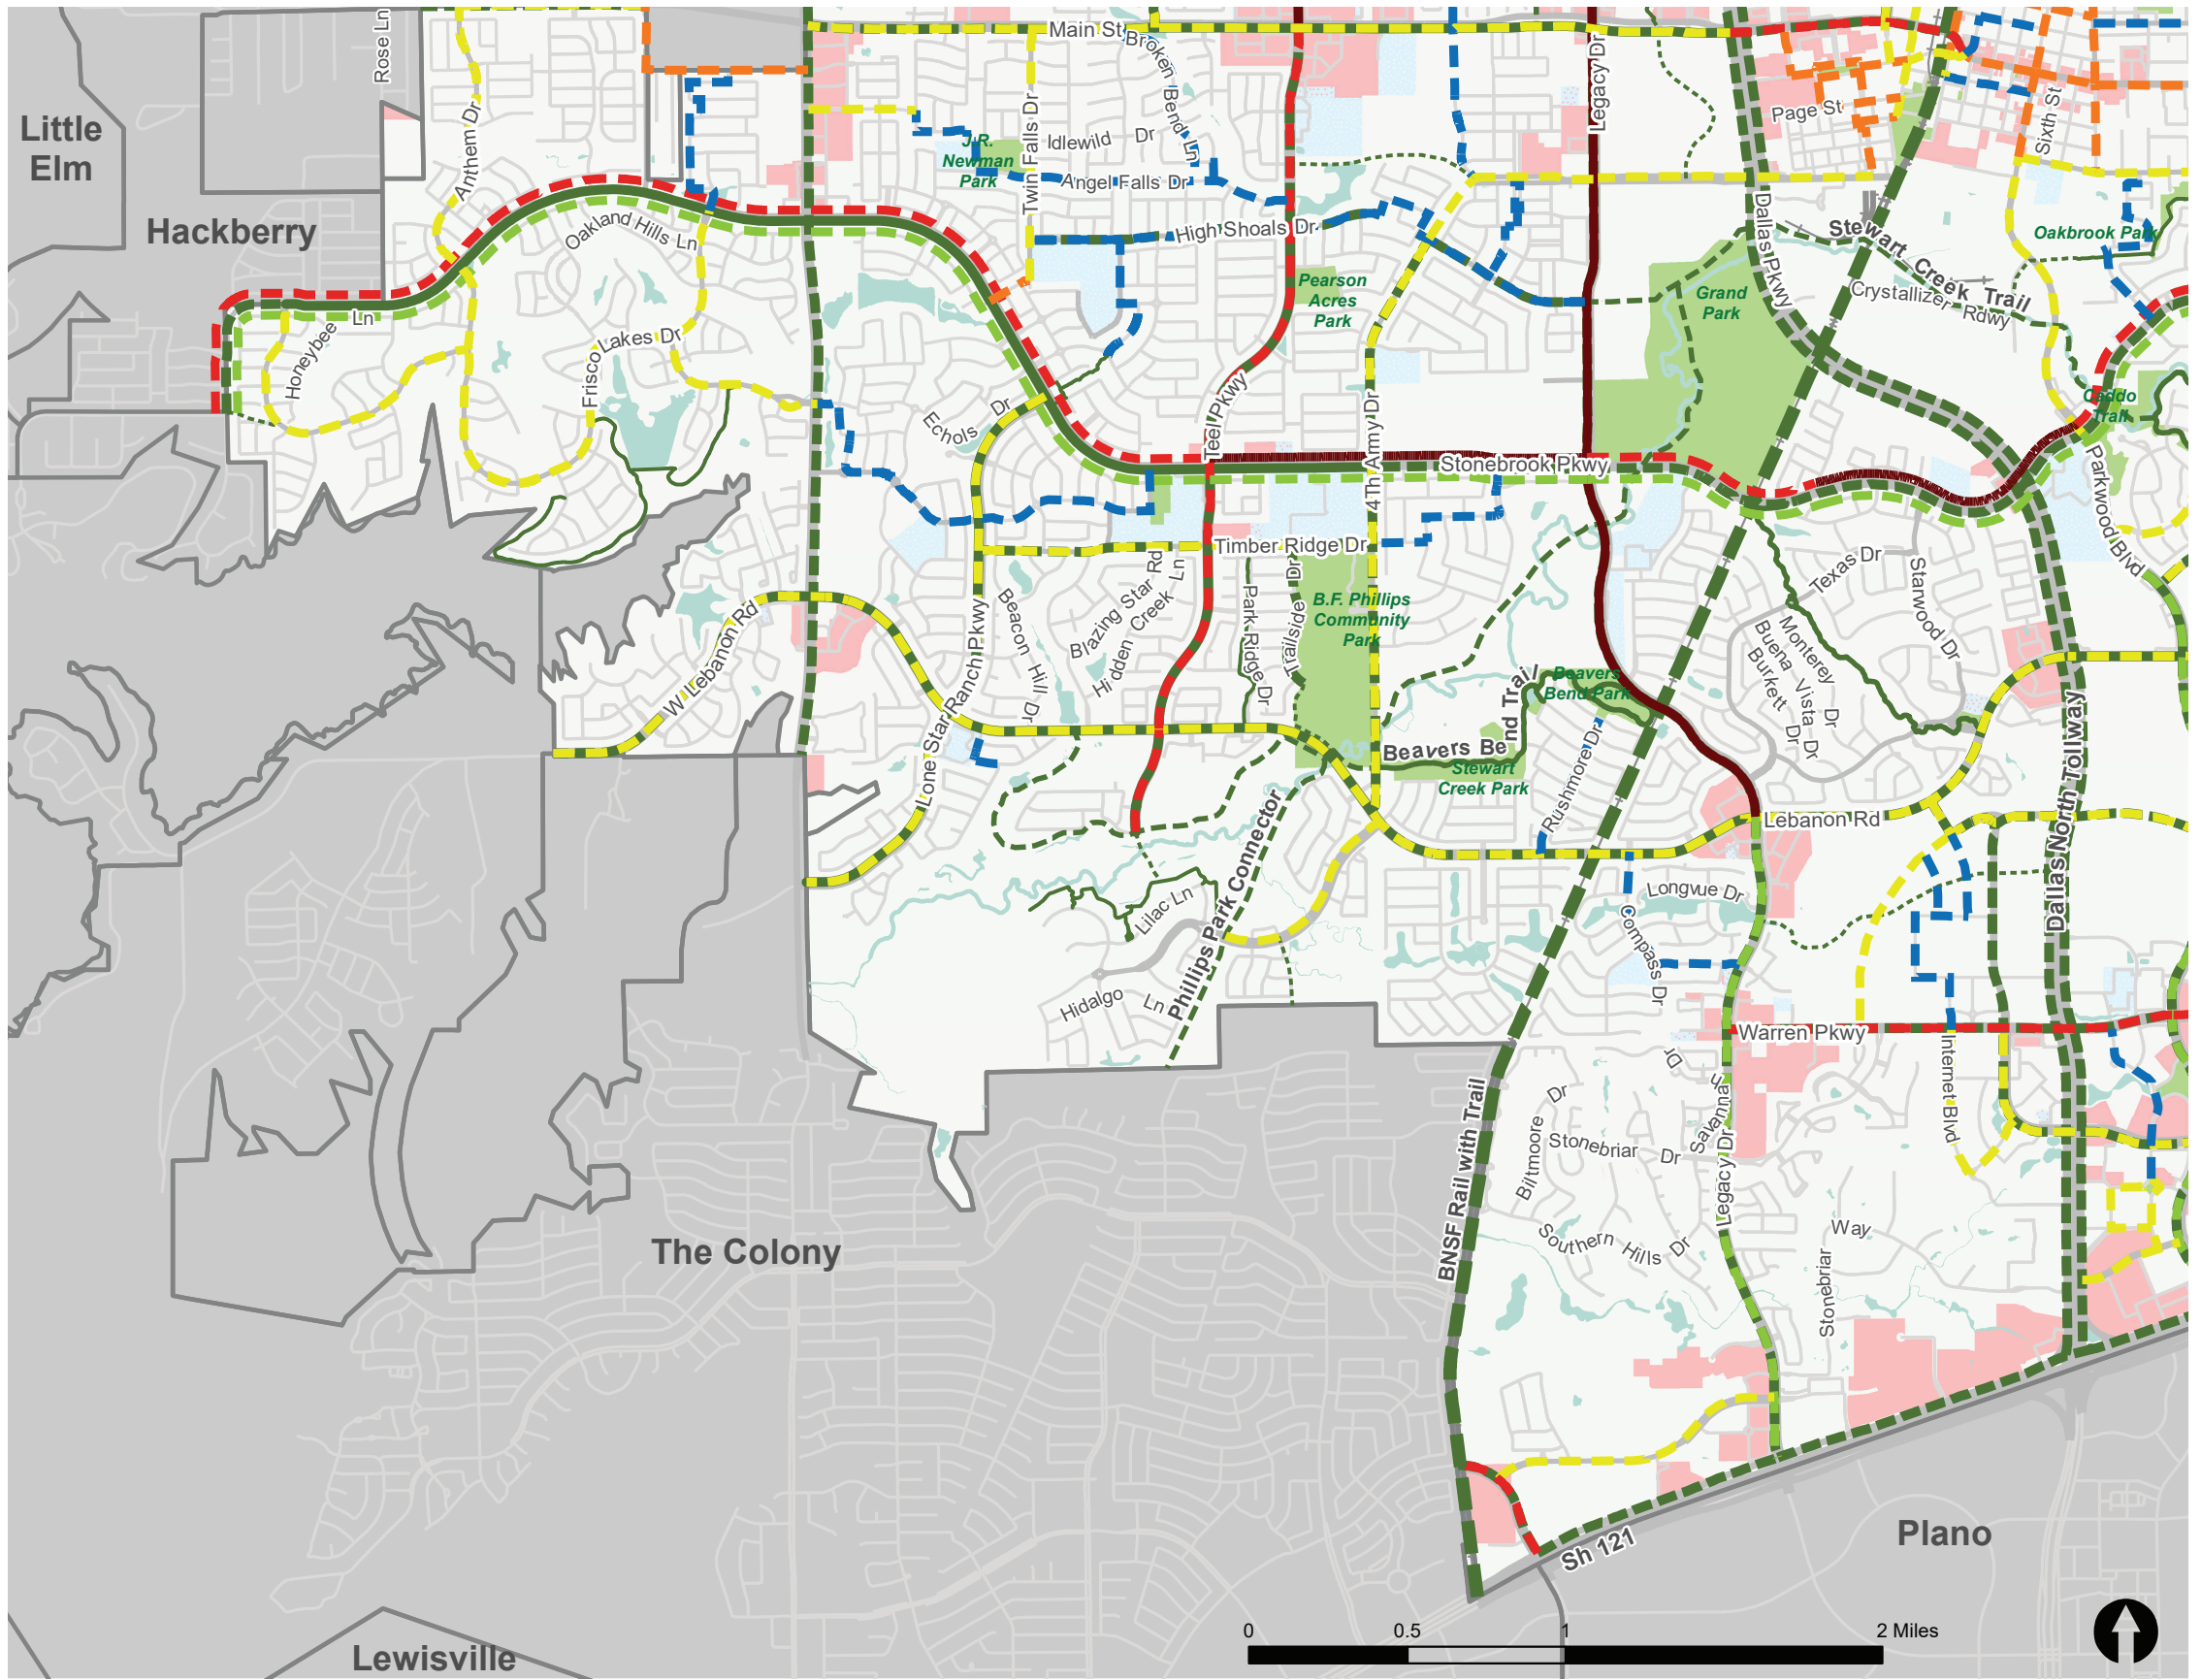 Rose Ln
Main St
Broken Bend Ln
Legacy Dr
Little
Elm
Anthem Dr
Twin Falls Dr
Idlewild Dr
J.R.
Newman
Park
Angel Falls Dr
Page St
Sixth St
Hackberry
Oakland Hills Ln
High Shoals Dr
Dallas Pkwy
Stewart Creek Trail
Oakbrook Park
Pearson
Acres
Park
Grand
Park
Crystallizer Rdwy
Honeybee Ln
Frisco Lakes Dr
Echols Dr
Teel Pkwy
4Th Army Dr
Caddo
Trail
Stonebrook Pkwy
Parkwood Blvd
Timber Ridge Dr
W Lebanon Rd
Lone Star Ranch Pkwy
Beacon Hill Dr
Blazing Star Rd
Hidden Creek Ln
Park Ridge Dr
Trailside Dr
B.F. Phillips
Community
Park
Texas Dr
Starwood Dr
Monterey Dr
Buena Vista Dr
Burkett Dr
Beavers
Bend Park
Beavers Bend Trail
Stewart
Creek Park
Rushmore Dr
Dallas North Tollway
Lebanon Rd
Phillips Park Connector
Lilac Ln
Longvue Dr
Compass Dr
Hidalgo Ln
Warren Pkwy
Internet Blvd
BNSF Rail with Trail
Biltmore Dr
Stonebriar Dr
Savanna
Dr
Legacy Dr
Southern Hills Dr
Stonebriar Way
The Colony
Plano
Sh 121
Lewisville
0 0.5 1 2 Miles